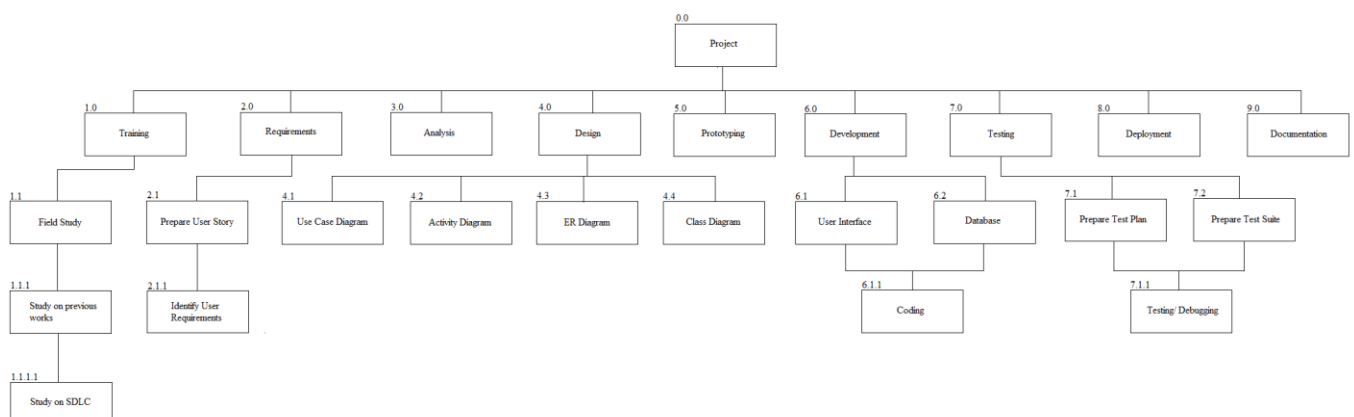 0.0
Project
1.0
Training
2.0
Requirements
3.0
Analysis
4.0
Design
5.0
Prototyping
6.0
Development
7.0
Testing
8.0
Deployment
9.0
Documentation
1.1
Field Study
2.1
Prepare User Story
4.1
Use Case Diagram
4.2
Activity Diagram
4.3
ER Diagram
4.4
Class Diagram
6.1
User Interface
6.2
Database
7.1
Prepare Test Plan
7.2
Prepare Test Suite
1.1.1
Study on previous
works
2.1.1
Identify User
Requirements
6.1.1
Coding
7.1.1
Testing/ Debugging
1.1.1.1
Study on SDLC